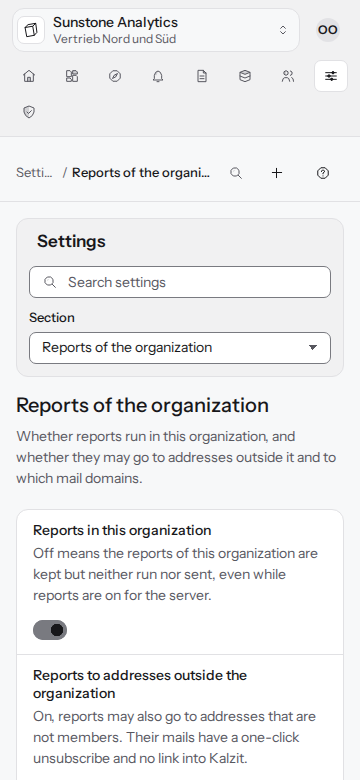 Sunstone Analytics
Vertrieb Nord und Süd
OO
Setti... / Reports of the organi...
Settings
Search settings
Section
Reports of the organization
Reports of the organization
Whether reports run in this organization, and
whether they may go to addresses outside it and to
which mail domains.
Reports in this organization
Off means the reports of this organization are
kept but neither run nor sent, even while
reports are on for the server.
Reports to addresses outside the
organization
On, reports may also go to addresses that are
not members. Their mails have a one-click
unsubscribe and no link into Kalzit.